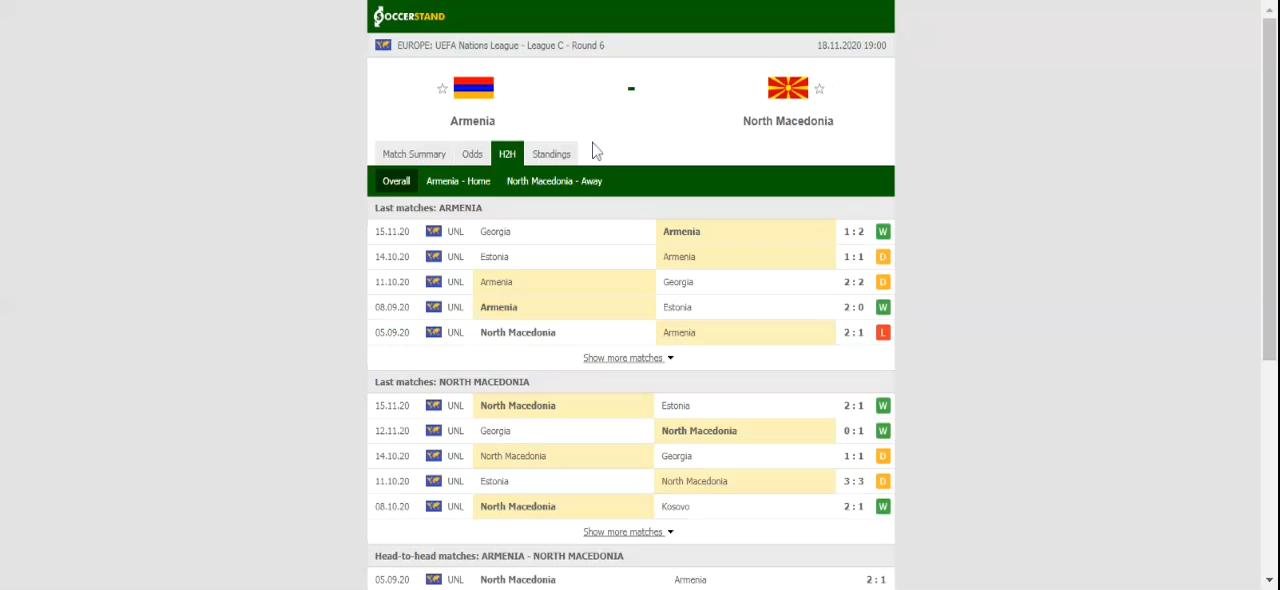 SOCCERSTAND
EUROPE: UEFA Nations League - League C - Round 6 18.11.2020 19:00
-
Armenia North Macedonia
Match Summary Odds H2H Standings
Overall Armenia - Home North Macedonia - Away
Last matches: ARMENIA
15.11.20 UNL Georgia Armenia 1 : 2 W
14.10.20 UNL Estonia Armenia 1 : 1 D
11.10.20 UNL Armenia Georgia 2 : 2 D
08.09.20 UNL Armenia Estonia 2 : 0 W
05.09.20 UNL North Macedonia Armenia 2 : 1 L
Show more matches
Last matches: NORTH MACEDONIA
15.11.20 UNL North Macedonia Estonia 2 : 1 W
12.11.20 UNL Georgia North Macedonia 0 : 1 W
14.10.20 UNL North Macedonia Georgia 1 : 1 D
11.10.20 UNL Estonia North Macedonia 3 : 3 D
08.10.20 UNL North Macedonia Kosovo 2 : 1 W
Show more matches
Head-to-head matches: ARMENIA - NORTH MACEDONIA
05.09.20 UNL North Macedonia Armenia 2 : 1